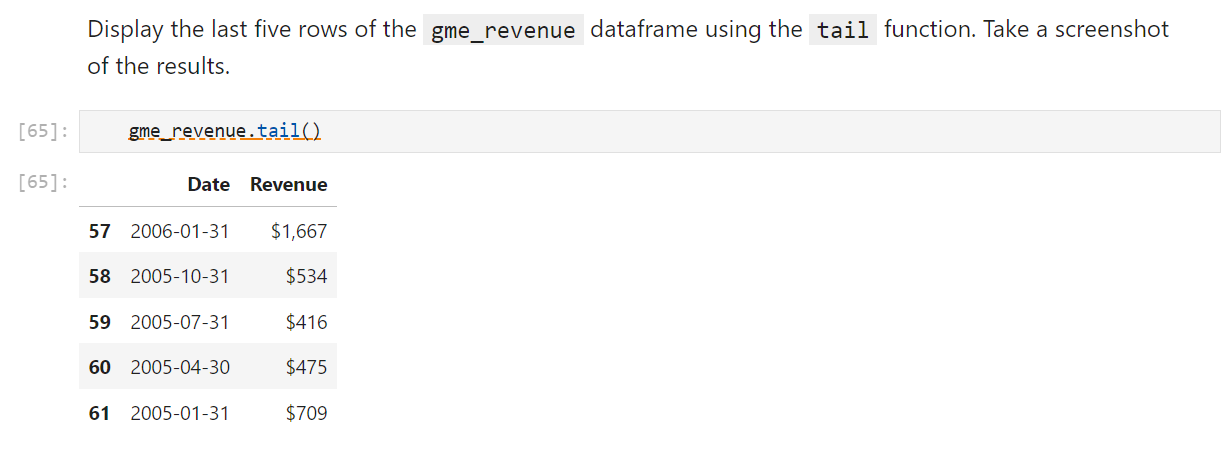 Display the last five rows of the gme_revenue dataframe using the tail function. Take a screenshot
of the results.
[65]: gme_revenue.tail()
[65]:
Date Revenue
57 2006-01-31 $1,667
58 2005-10-31 $534
59 2005-07-31 $416
60 2005-04-30 $475
61 2005-01-31 $709